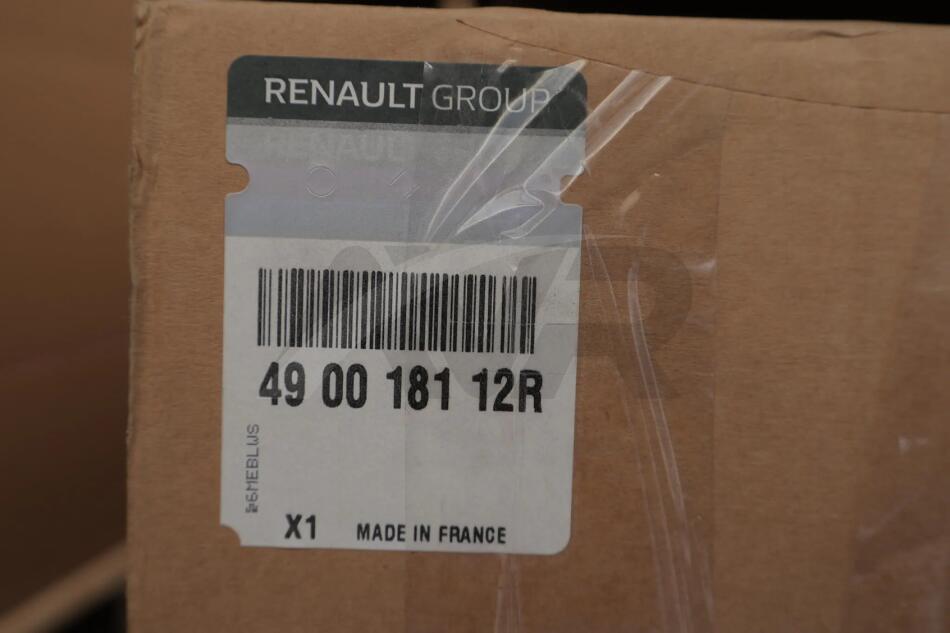 RENAULT GROUP
49 00 181 12R
X1 MADE IN FRANCE